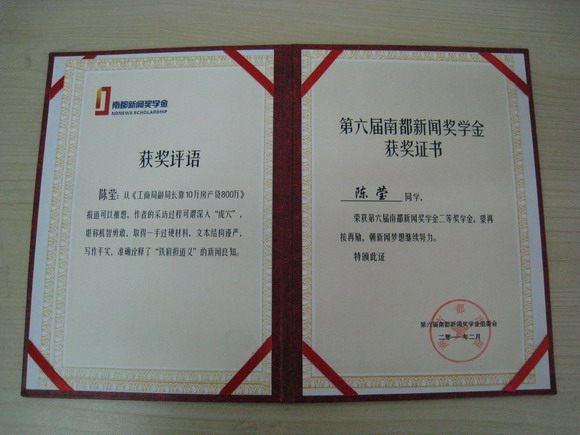 南都新闻奖学金
NDNEWS SCHOLARSHIP
获奖评语
陈莹：从《工商局副局长靠10万房产贷800万》
报道可以推想，作者的采访过程可谓深入“虎穴”，
堪称机智勇敢，取得一手过硬材料，文本结构谨严，
写作平实，准确诠释了“铁肩担道义”的新闻良知。
第六届南都新闻奖学金
获奖证书
陈莹 同学，
荣获第六届南都新闻奖学金二等奖学金，望再
接再励，朝新闻梦想继续努力。
特颁此证
第六届南都新闻奖学金组委会
二零一一年二月